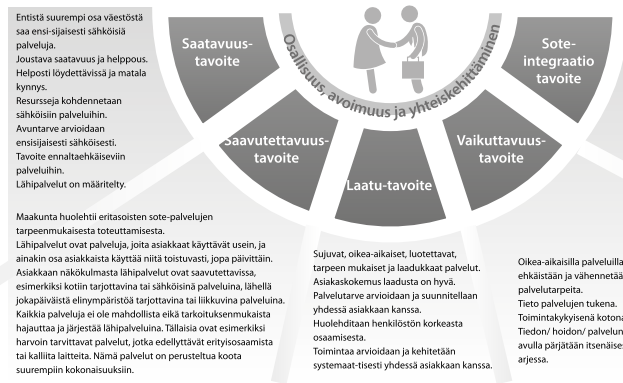 Entistä suurempi osa väestöstä
saa ensi-sijaisesti sähköisiä
palveluja.
Joustava saatavuus ja helppous.
Helposti löydettävissä ja matala
kynnys.
Resursseja kohdennetaan
sähköisiin palveluihin.
Avuntarve arvioidaan
ensisijaisesti sähköisesti.
Tavoite ennaltaehkäiseviin
palveluihin.
Lähipalvelut on määritelty.
Saatavuus-
tavoite
Saavutettavuus-
tavoite
Laatu-tavoite
Vaikuttavuus-
tavoite
Sote-
integraatio
tavoite
Osallisuus, avoimuus ja yhteiskehittäminen
Maakunta huolehtii eritasoisten sote-palvelujen
tarpeenmukaisesta toteuttamisesta.
Lähipalvelut ovat palveluja, joita asiakkaat käyttävät usein, ja
ainakin osa asiakkaista käyttää niitä toistuvasti, jopa päivittäin.
Asiakkaan näkökulmasta lähipalvelut ovat saavutettavissa,
esimerkiksi kotiin tarjottavina tai sähköisinä palveluina, lähellä
jokapäiväistä elinympäristöä tarjottavina tai liikkuvina palveluina.
Kaikkia palveluja ei ole mahdollista eikä tarkoituksenmukaista
hajauttaa ja järjestää lähipalveluina. Tällaisia ovat esimerkiksi
harvoin tarvittavat palvelut, jotka edellyttävät erityisosaamista
tai kalliita laitteita. Nämä palvelut on perusteltua koota
suurempiin kokonaisuuksiin.
Sujuvat, oikea-aikaiset, luotettavat,
tarpeen mukaiset ja laadukkaat palvelut.
Asiakaskokemus laadusta on hyvä.
Palvelutarve arvioidaan ja suunnitellaan
yhdessä asiakkaan kanssa.
Huolehditaan henkilöstön korkeasta
osaamisesta.
Toimintaa arvioidaan ja kehitetään
systemaat-tisesti yhdessä asiakkaan kanssa.
Oikea-aikaisilla palveluilla
ehkäistään ja vähennetää
palvelutarpeita.
Tieto palvelujen tukena.
Toimintakykyisenä kotona
Tiedon/ hoidon/ palvelun
avulla pärjätään itsenäises
arjessa.